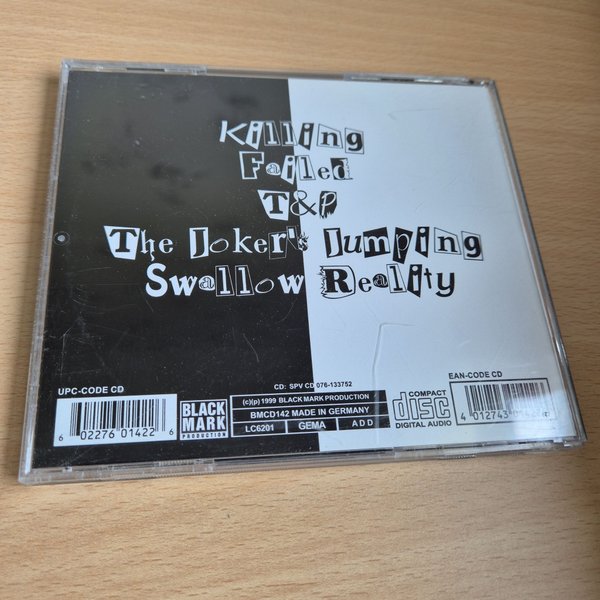 Killing
Failed
T&P
The Joker's Jumping
Swallow Reality
UPC-CODE CD
6 02276 01422 6
BLACK
MARK
PRODUCTION
CD: SPV CD 076-133752
(c)(p) 1999 BLACK MARK PRODUCTION
BMCD142 MADE IN GERMANY
LC6201 GEMA ADD
COMPACT
disc
DIGITAL AUDIO
EAN-CODE CD
4 012743